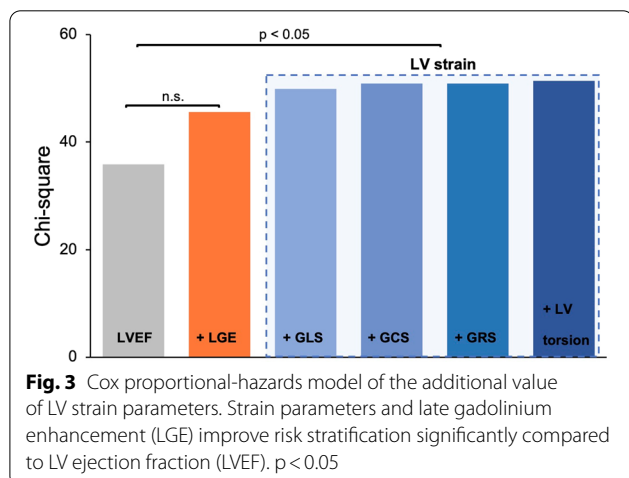 60
p < 0.05
LV strain
n.s.
40
Chi-square
20
LVEF
+ LGE
+ GLS
+ GCS
+ GRS
+ LV
torsion
0
Fig. 3 Cox proportional-hazards model of the additional value
of LV strain parameters. Strain parameters and late gadolinium
enhancement (LGE) improve risk stratification significantly compared
to LV ejection fraction (LVEF). p < 0.05